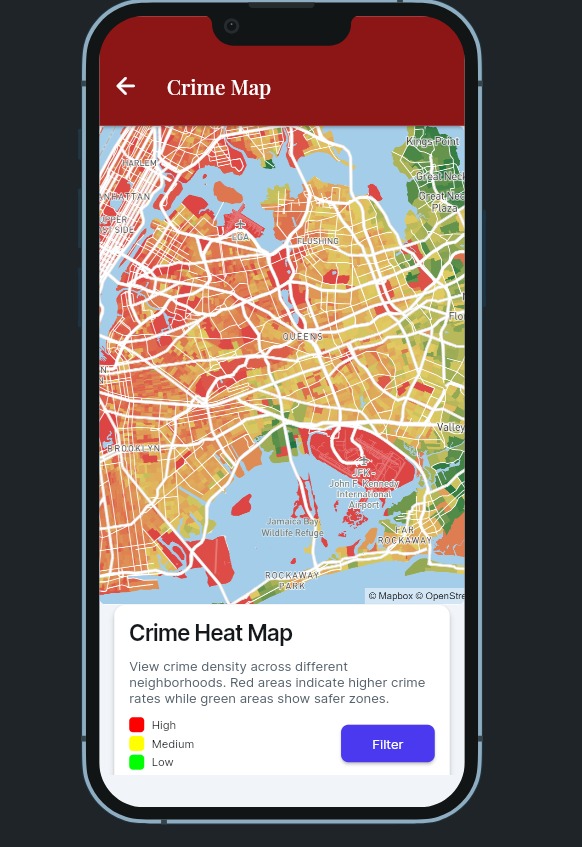 Crime Map
Kings Point
HARLEM
Great Neck
MANHATTAN
Great Neck
Plaza
UPPER
EAST SIDE
LGA
FLUSHING
QUEENS
Valley
BROOKLYN
JFK -
John F. Kennedy
International
Airport
Jamaica Bay
Wildlife Refuge
FAR
ROCKAWAY
ROCKAWAY
PARK
© Mapbox © OpenStre
Crime Heat Map
View crime density across different
neighborhoods. Red areas indicate higher crime
rates while green areas show safer zones.
High
Medium
Filter
Low